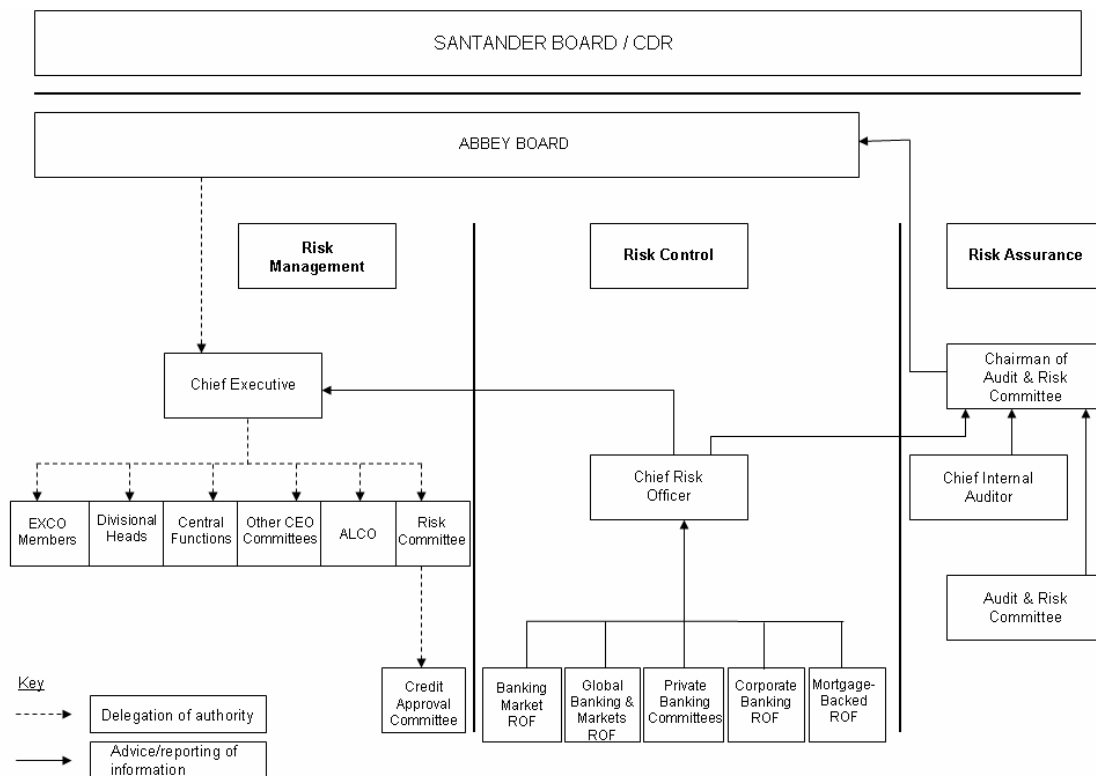 SANTANDER BOARD / CDR
ABBEY BOARD
Risk
Management
Risk Control
Risk Assurance
Chief Executive
Chairman of
Audit & Risk
Committee
Chief Risk
Officer
Chief Internal
Auditor
EXCO
Members
Divisional
Heads
Central
Functions
Other CEO
Committees
ALCO
Risk
Committee
Audit & Risk
Committee
Credit
Approval
Committee
Banking
Market
ROF
Global
Banking &
Markets
ROF
Private
Banking
Committees
Corporate
Banking
ROF
Mortgage-
Backed ROF
Key
Delegation of authority
Advice/reporting of
information